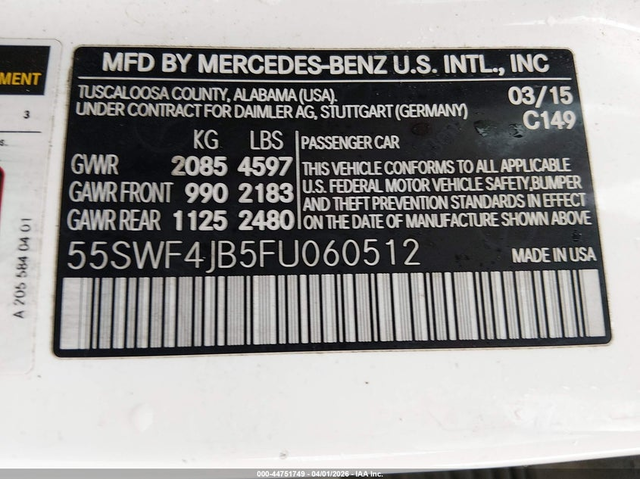 MENT
3
S.
A 205 584 04 01
MFD BY MERCEDES-BENZ U.S. INTL., INC
TUSCALOOSA COUNTY, ALABAMA (USA). 03/15
UNDER CONTRACT FOR DAIMLER AG, STUTTGART (GERMANY) C149
KG LBS PASSENGER CAR
GVWR 2085 4597
GAWR FRONT 990 2183
GAWR REAR 1125 2480
THIS VEHICLE CONFORMS TO ALL APPLICABLE
U.S. FEDERAL MOTOR VEHICLE SAFETY,BUMPER
AND THEFT PREVENTION STANDARDS IN EFFECT
ON THE DATE OF MANUFACTURE SHOWN ABOVE.
55SWF4JB5FU060512 MADE IN USA
000-44751749 04/01/2026 IAA Inc.